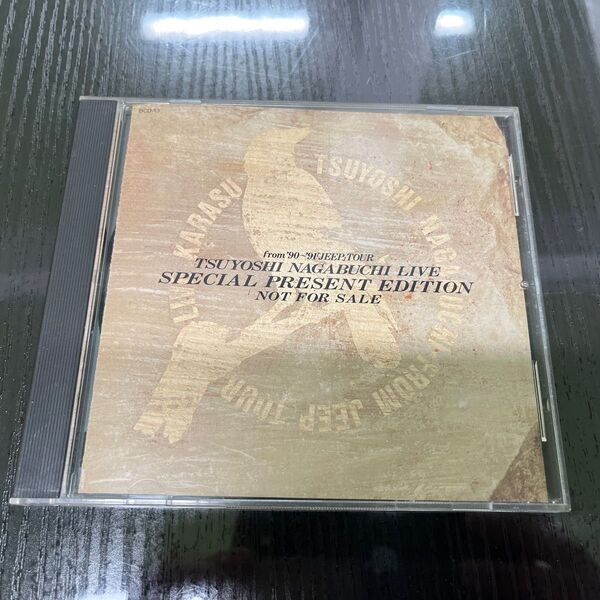 from '90~'91 JEEP TOUR
TSUYOSHI NAGABUCHI LIVE
SPECIAL PRESENT EDITION
NOT FOR SALE
KARASU
TSUYOSHI
FROM JEEP TOUR